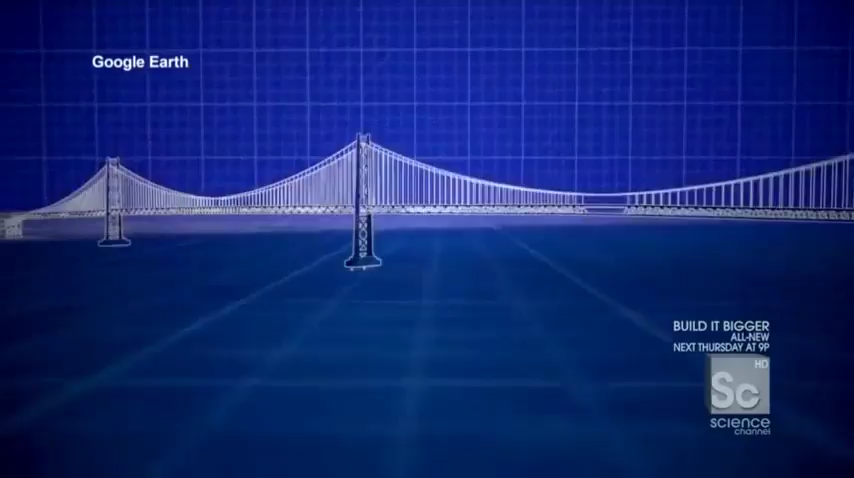 Google Earth
BUILD IT BIGGER
ALL-NEW
NEXT THURSDAY AT 9P
HD
Sc
science
channel